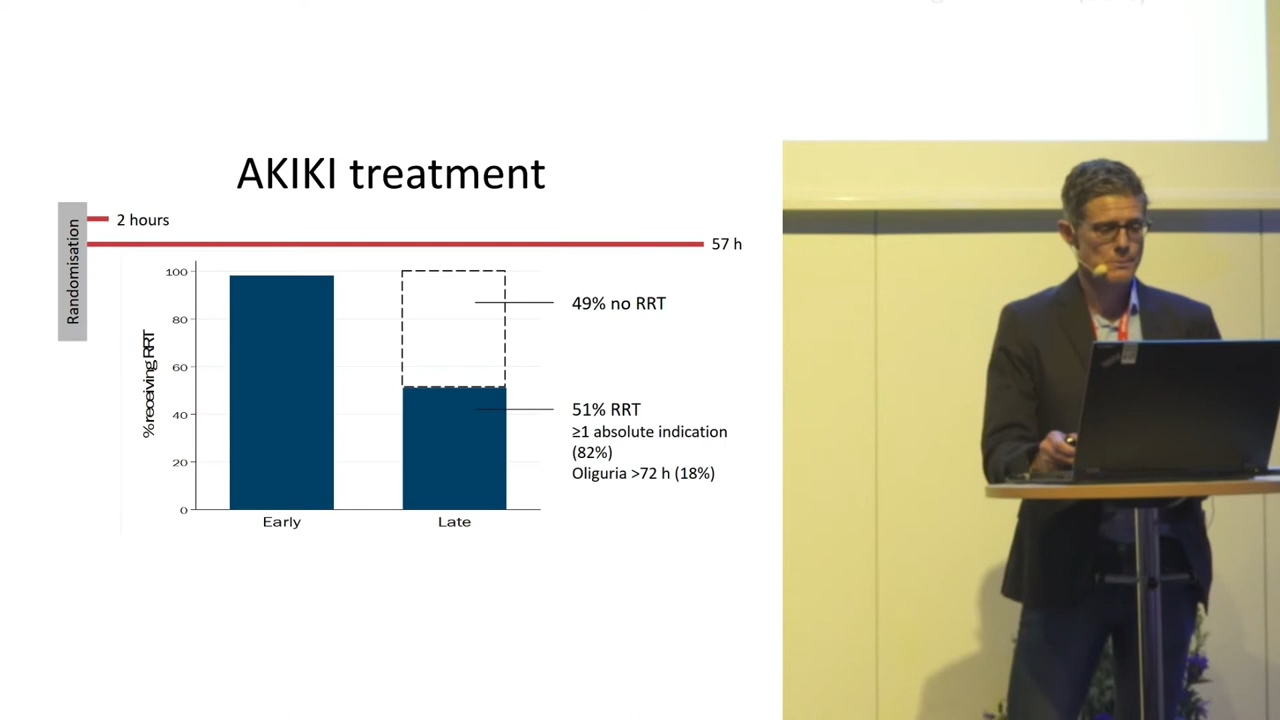 AKIKI treatment
Randomisation
2 hours
57 h
% receiving RRT
100
80
60
40
20
0
Early
Late
49% no RRT
51% RRT
≥1 absolute indication
(82%)
Oliguria >72 h (18%)